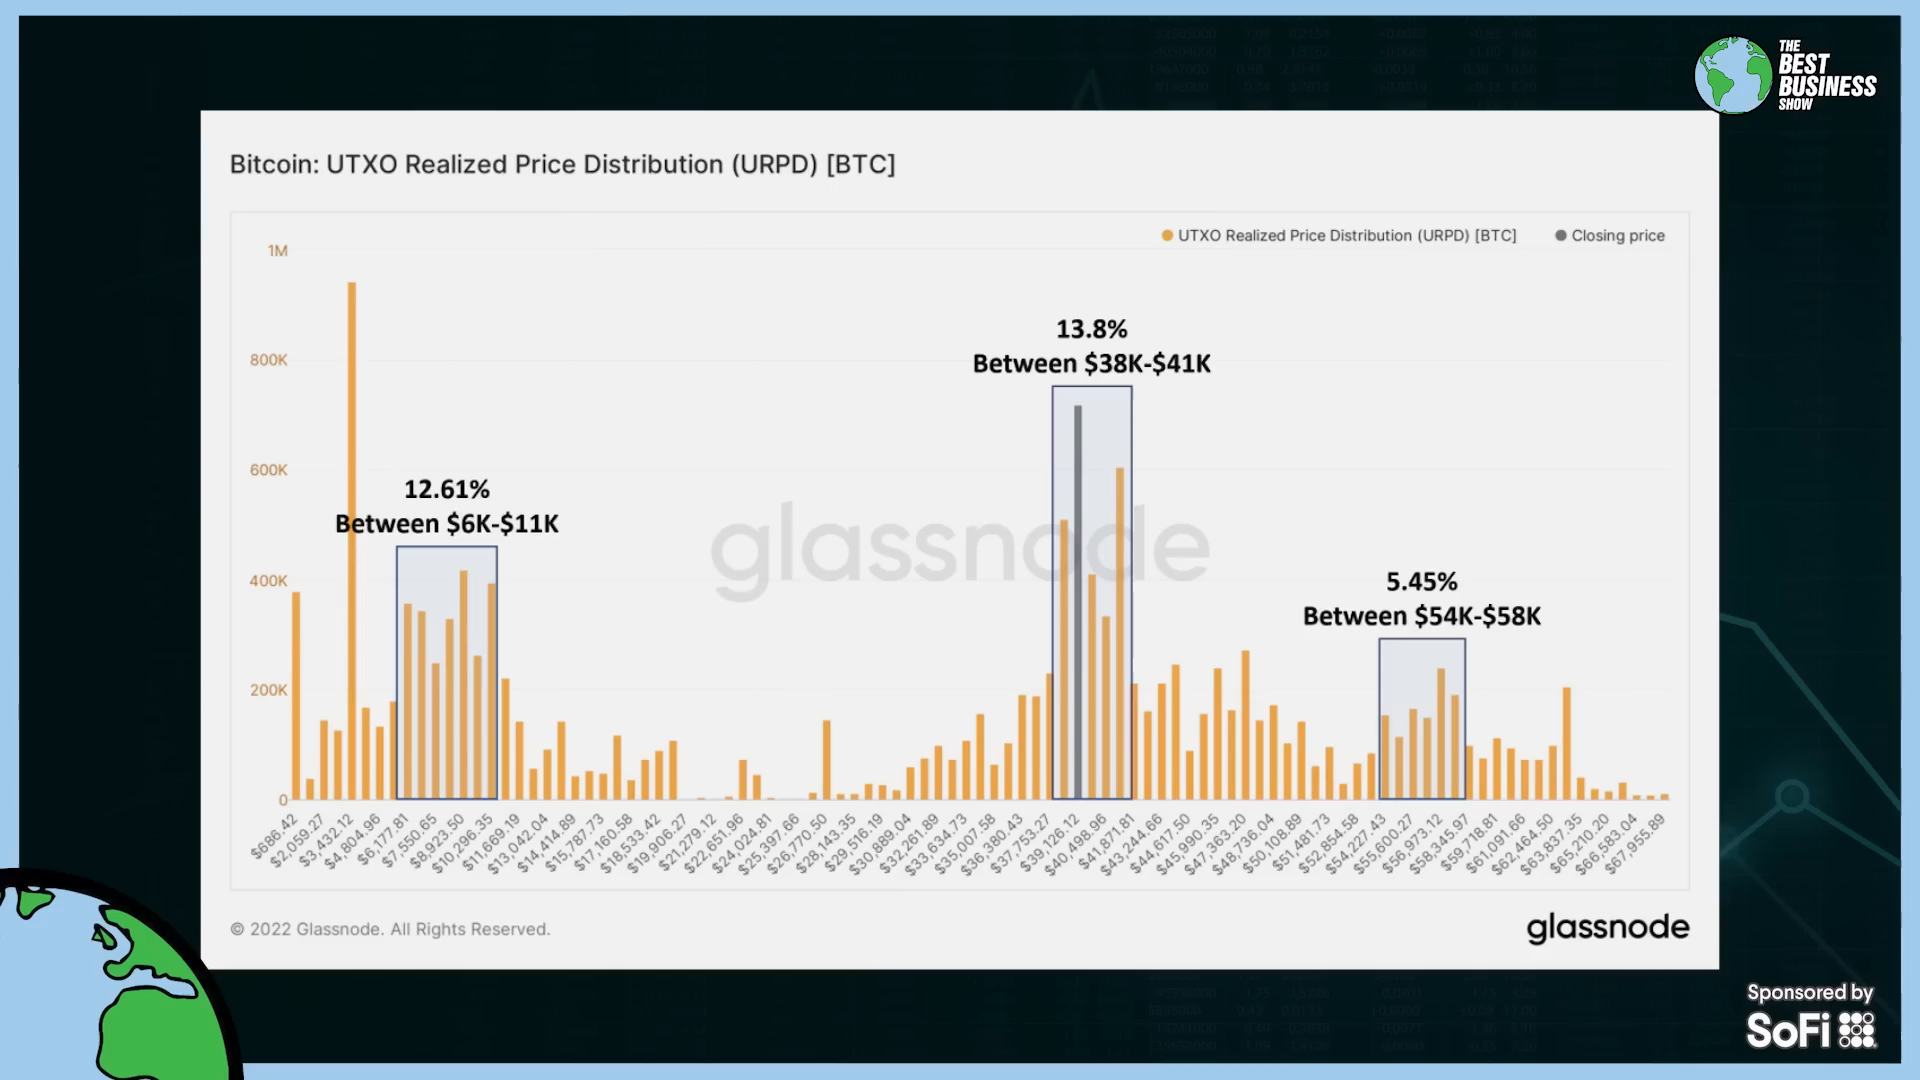 THE
BEST
BUSINESS
SHOW
Bitcoin: UTXO Realized Price Distribution (URPD) [BTC]
UTXO Realized Price Distribution (URPD) [BTC]
Closing price
1M
800K
600K
400K
200K
0
12.61%
Between $6K-$11K
13.8%
Between $38K-$41K
5.45%
Between $54K-$58K
glassnode
$686.42
$2,059.27
$3,432.12
$4,804.96
$6,177.81
$7,550.65
$8,923.50
$10,296.35
$11,669.19
$13,042.04
$14,414.89
$15,787.73
$17,160.58
$18,533.42
$19,906.27
$21,279.12
$22,651.96
$24,024.81
$25,397.66
$26,770.50
$28,143.35
$29,516.19
$30,889.04
$32,261.89
$33,634.73
$35,007.58
$36,380.43
$37,753.27
$39,126.12
$40,498.96
$41,871.81
$43,244.66
$44,617.50
$45,990.35
$47,363.20
$48,736.04
$50,108.89
$51,481.73
$52,854.58
$54,227.43
$55,600.27
$56,973.12
$58,345.97
$59,718.81
$61,091.66
$62,464.50
$63,837.35
$65,210.20
$66,583.04
$67,955.89
© 2022 Glassnode. All Rights Reserved.
glassnode
Sponsored by
SoFi